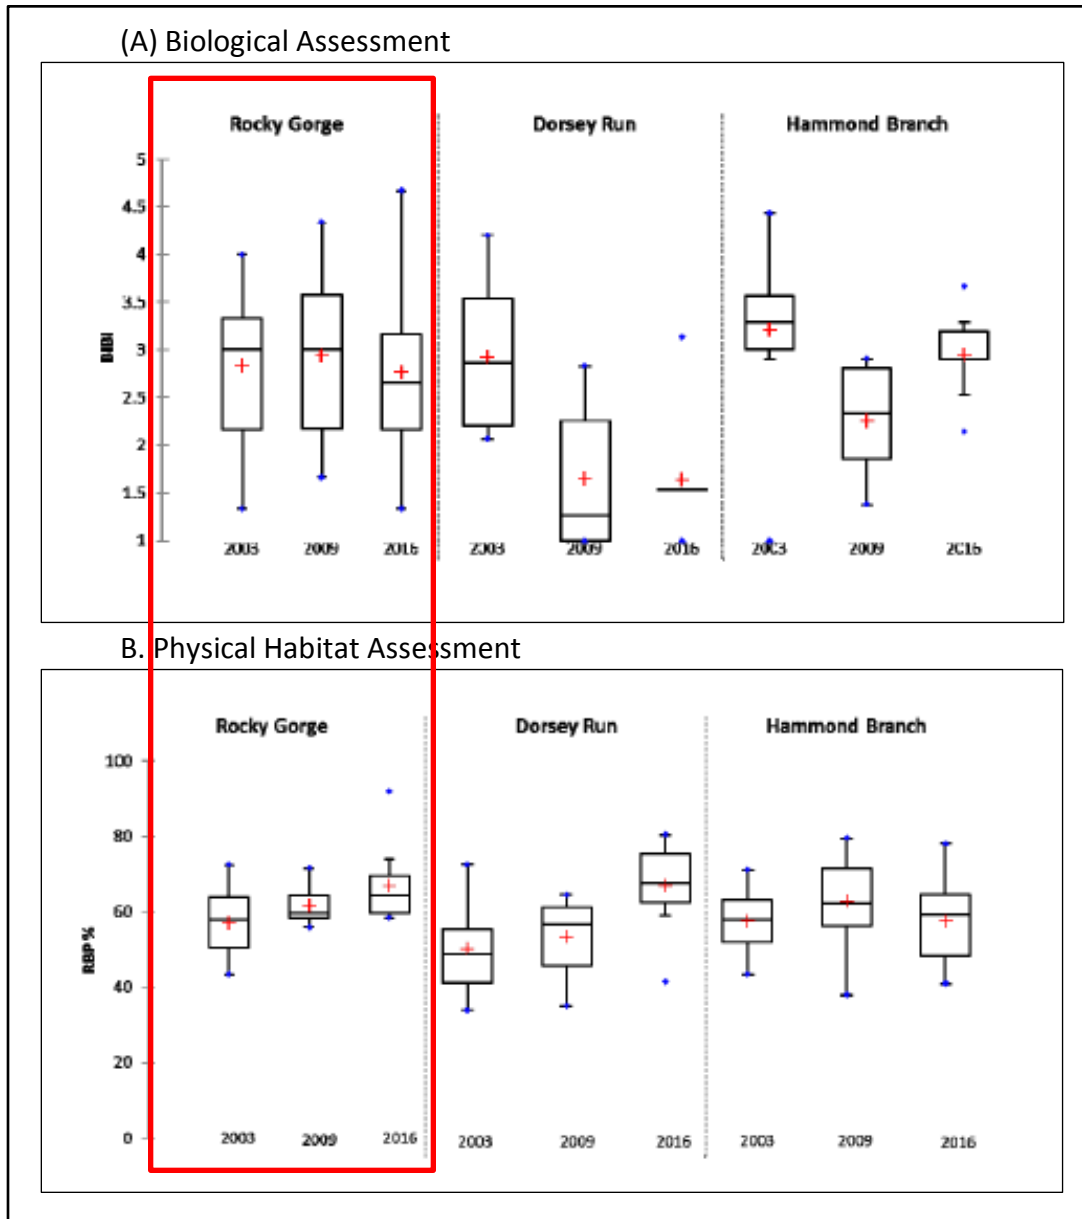 (A) Biological Assessment
Rocky Gorge Dorsey Run Hammond Branch
5
4.5
4
3.5
3
2.5
2
1.5
1
BIBI
2003 2009 2016 2003 2009 2016 2003 2009 2016
B. Physical Habitat Assessment
Rocky Gorge Dorsey Run Hammond Branch
100
80
60
40
20
0
RBP%
2003 2009 2016 2003 2009 2016 2003 2009 2016